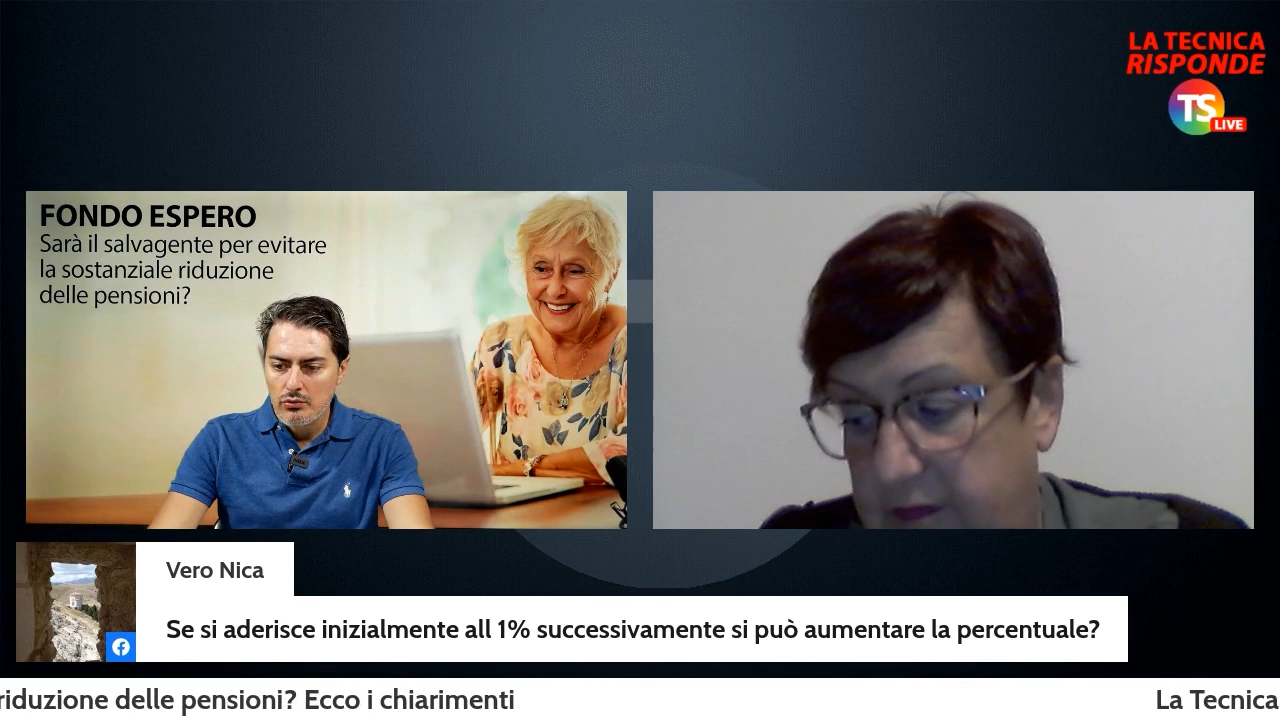 LA TECNICA
RISPONDE
TS
LIVE
FONDO ESPERO
Sarà il salvagente per evitare
la sostanziale riduzione
delle pensioni?
Vero Nica
Se si aderisce inizialmente all 1% successivamente si può aumentare la percentuale?
riduzione delle pensioni? Ecco i chiarimenti
La Tecnica